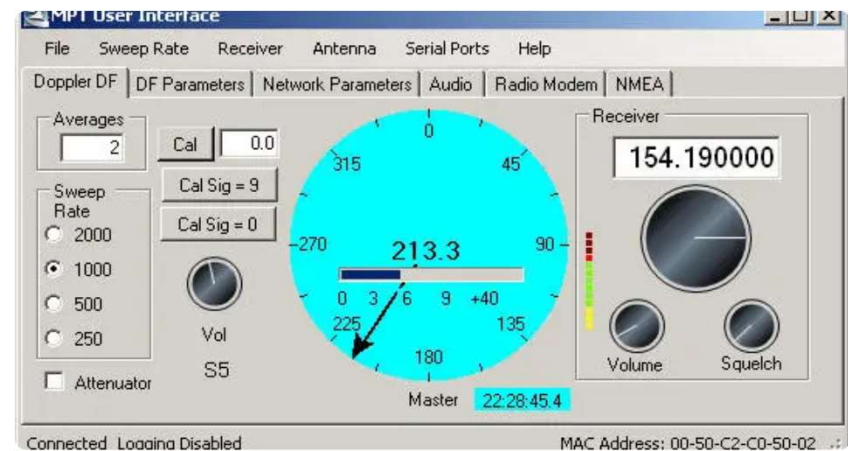 MPT User Interface
File Sweep Rate Receiver Antenna Serial Ports Help
Doppler DF DF Parameters Network Parameters Audio Radio Modem NMEA
Averages
2
Cal 0.0
Cal Sig = 9
Cal Sig = 0
Sweep
Rate
2000
1000
500
250
Attenuator
Vol
S5
0
315 45
270 213.3 90
0 3 6 9 +40
225 135
180
Master 22:28:45.4
Receiver
154.190000
Volume Squelch
Connected Logging Disabled MAC Address: 00-50-C2-C0-50-02